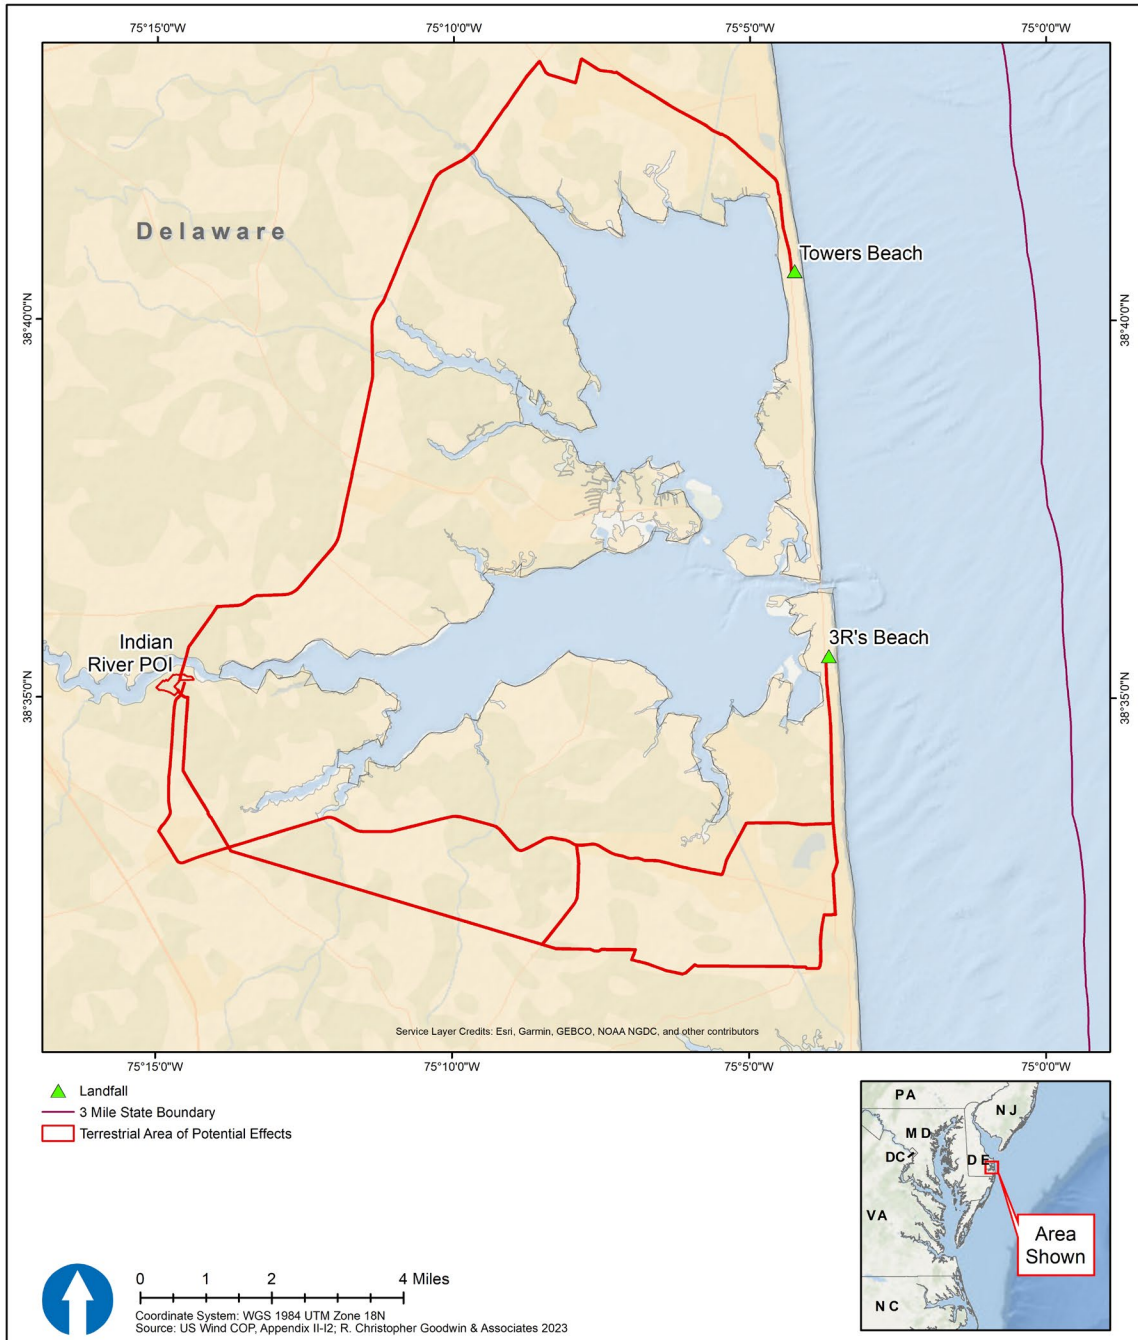 75°15'0"W
75°10'0"W
75°5'0"W
75°0'0"W
Delaware
Towers Beach
38°40'0"N
38°40'0"N
3R's Beach
Indian
River POI
38°35'0"N
38°35'0"N
Service Layer Credits: Esri, Garmin, GEBCO, NOAA NGDC, and other contributors
75°15'0"W
75°10'0"W
75°5'0"W
75°0'0"W
Landfall
3 Mile State Boundary
Terrestrial Area of Potential Effects
PA
NJ
MD
DC
DE
VA
Area
Shown
NC
0 1 2 4 Miles
Coordinate System: WGS 1984 UTM Zone 18N
Source: US Wind COP, Appendix II-I2; R. Christopher Goodwin & Associates 2023